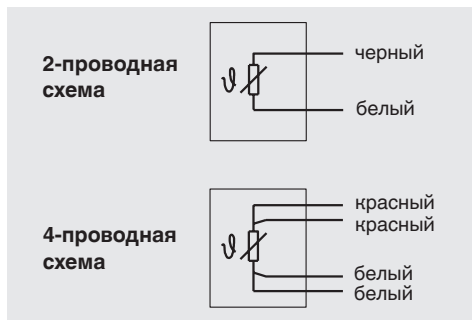 2-проводная
схема
черный
белый
ϑ
4-проводная
схема
красный
красный
белый
белый
ϑ